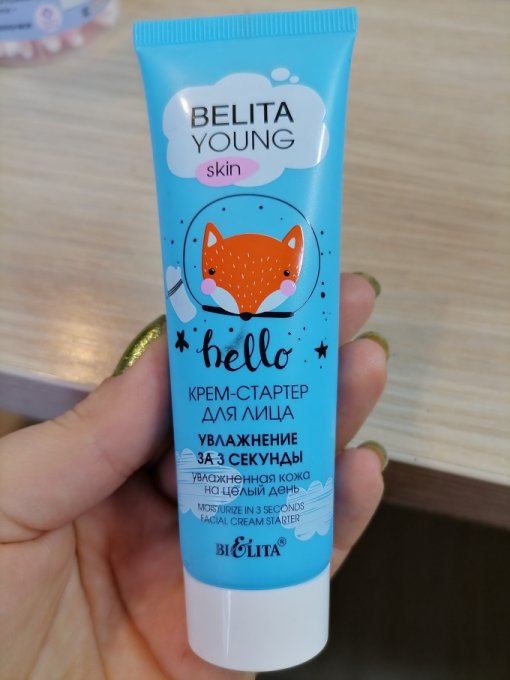 BELITA
YOUNG
skin
hello
КРЕМ-СТАРТЕР
ДЛЯ ЛИЦА
УВЛАЖНЕНИЕ
ЗА 3 СЕКУНДЫ
увлажненная кожа
на целый день
MOISTURIZE IN 3 SECONDS
FACIAL CREAM STARTER
BIELITA®